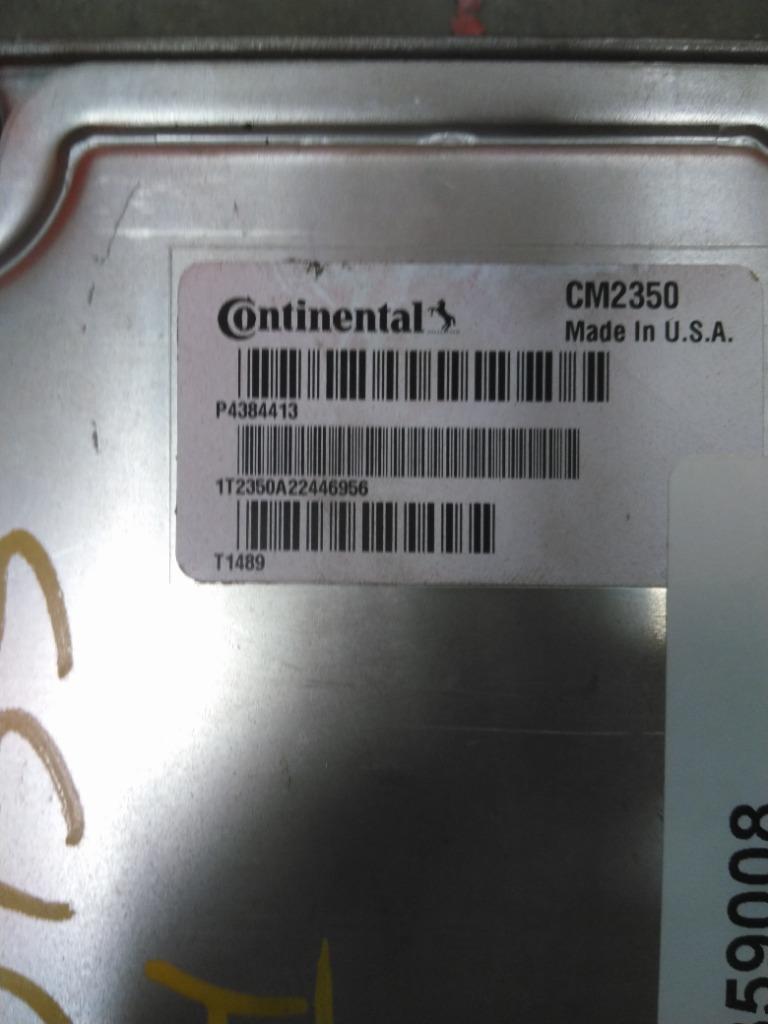 Continental
CM2350
Made In U.S.A.
P4384413
1T2350A22446956
T1489
59008